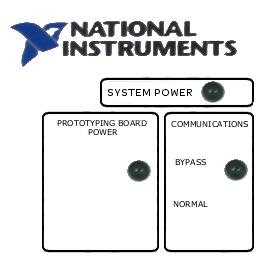 NATIONAL
INSTRUMENTS
SYSTEM POWER
PROTOTYPING BOARD
POWER
COMMUNICATIONS
BYPASS
NORMAL